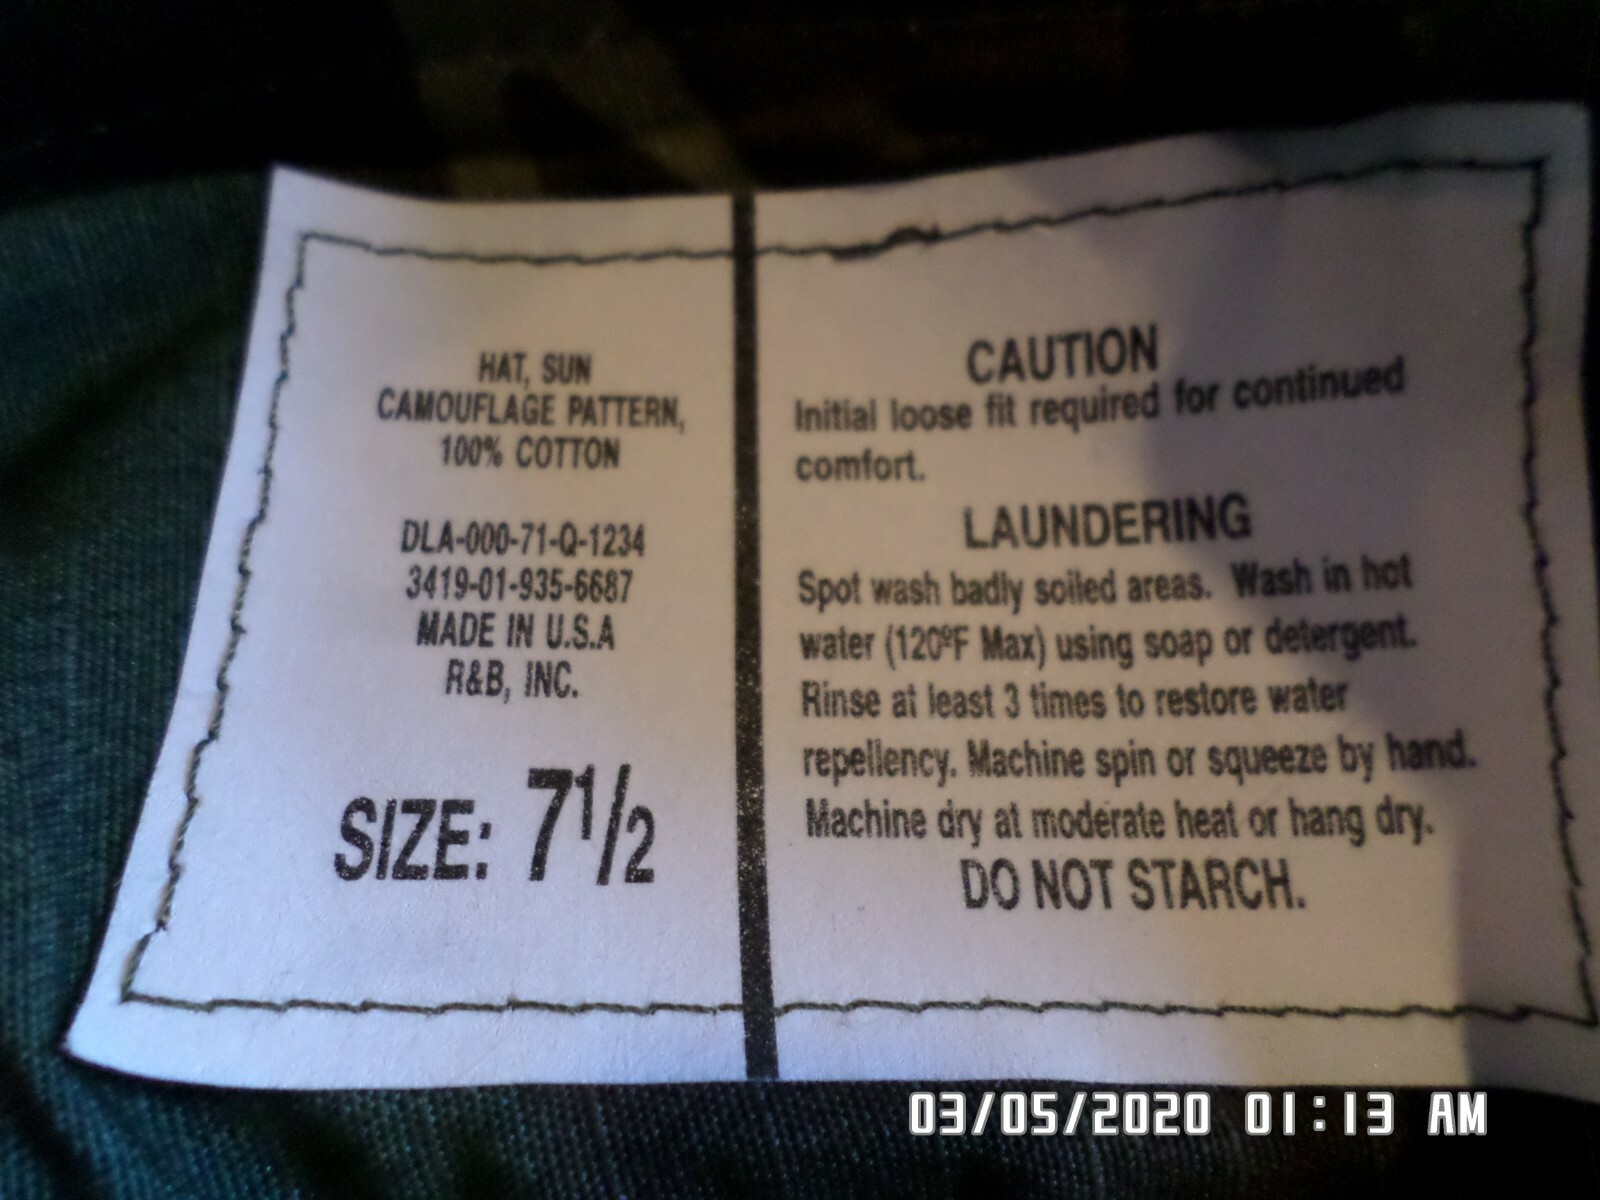 HAT, SUN
CAMOUFLAGE PATTERN,
100% COTTON
DLA-000-71-Q-1234
3419-01-935-6687
MADE IN U.S.A
R&B, INC.
SIZE: 7 1/2
CAUTION
Initial loose fit required for continued
comfort.
LAUNDERING
Spot wash badly soiled areas. Wash in hot
water (120ºF Max) using soap or detergent.
Rinse at least 3 times to restore water
repellency. Machine spin or squeeze by hand.
Machine dry at moderate heat or hang dry.
DO NOT STARCH.
03/05/2020 01:13 AM